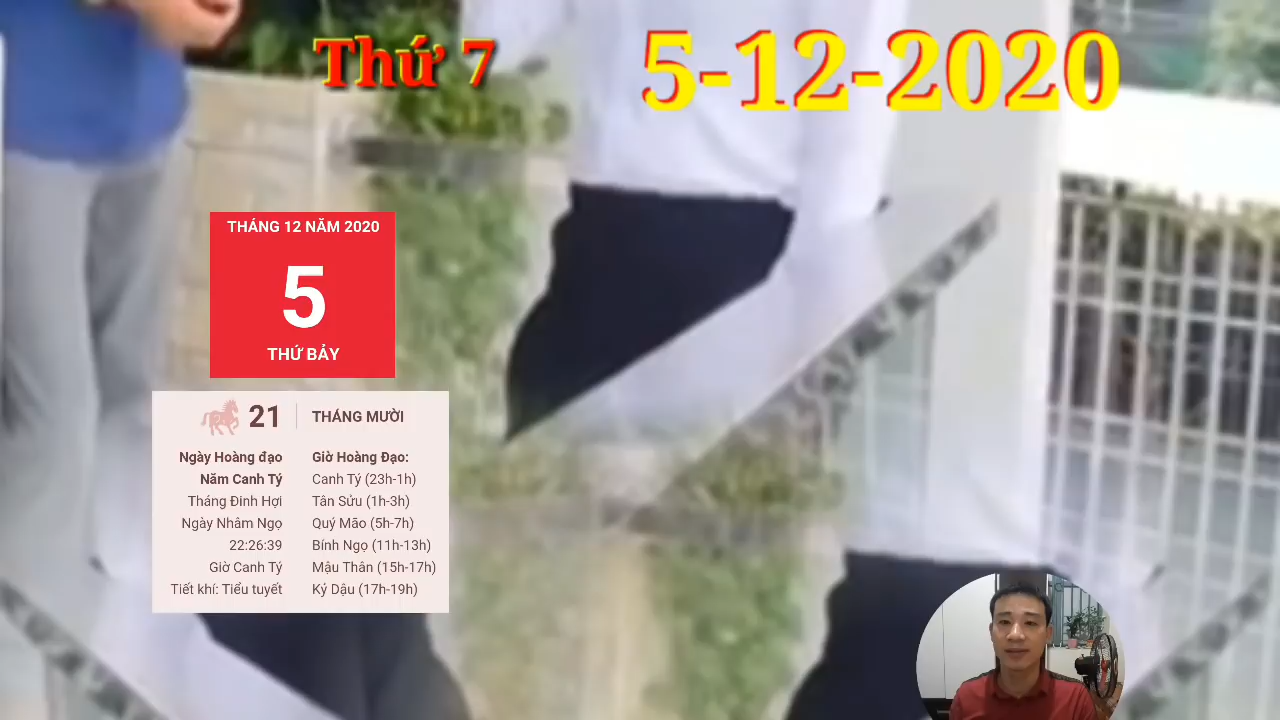 Thứ 7
5-12-2020
THÁNG 12 NĂM 2020
5
THỨ BẢY
21
THÁNG MƯỜI
Ngày Hoàng đạo
Năm Canh Tý
Tháng Đinh Hợi
Ngày Nhâm Ngọ
22:26:39
Giờ Canh Tý
Tiết khí: Tiểu tuyết
Giờ Hoàng Đạo:
Canh Tý (23h-1h)
Tân Sửu (1h-3h)
Quý Mão (5h-7h)
Bính Ngọ (11h-13h)
Mậu Thân (15h-17h)
Kỷ Dậu (17h-19h)